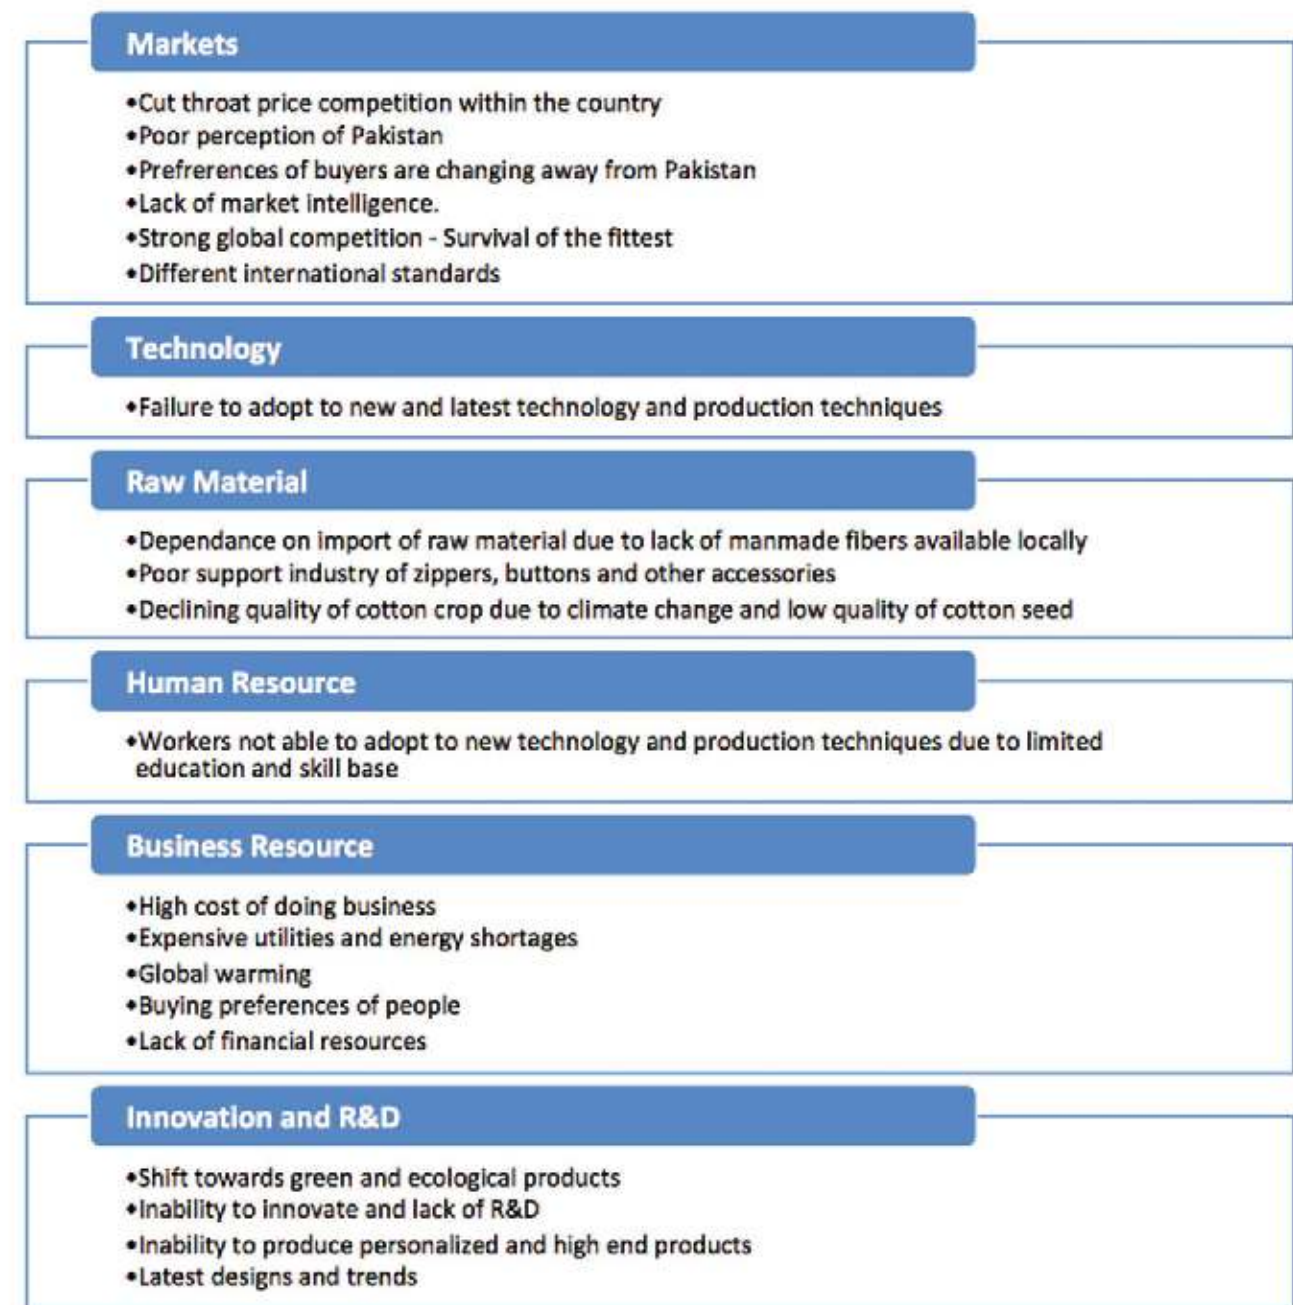 Markets
•Cut throat price competition within the country
•Poor perception of Pakistan
•Prefrerences of buyers are changing away from Pakistan
•Lack of market intelligence.
•Strong global competition - Survival of the fittest
•Different international standards
Technology
•Failure to adopt to new and latest technology and production techniques
Raw Material
•Dependance on import of raw material due to lack of manmade fibers available locally
•Poor support industry of zippers, buttons and other accessories
•Declining quality of cotton crop due to climate change and low quality of cotton seed
Human Resource
•Workers not able to adopt to new technology and production techniques due to limited
education and skill base
Business Resource
•High cost of doing business
•Expensive utilities and energy shortages
•Global warming
•Buying preferences of people
•Lack of financial resources
Innovation and R&D
•Shift towards green and ecological products
•Inability to innovate and lack of R&D
•Inability to produce personalized and high end products
•Latest designs and trends